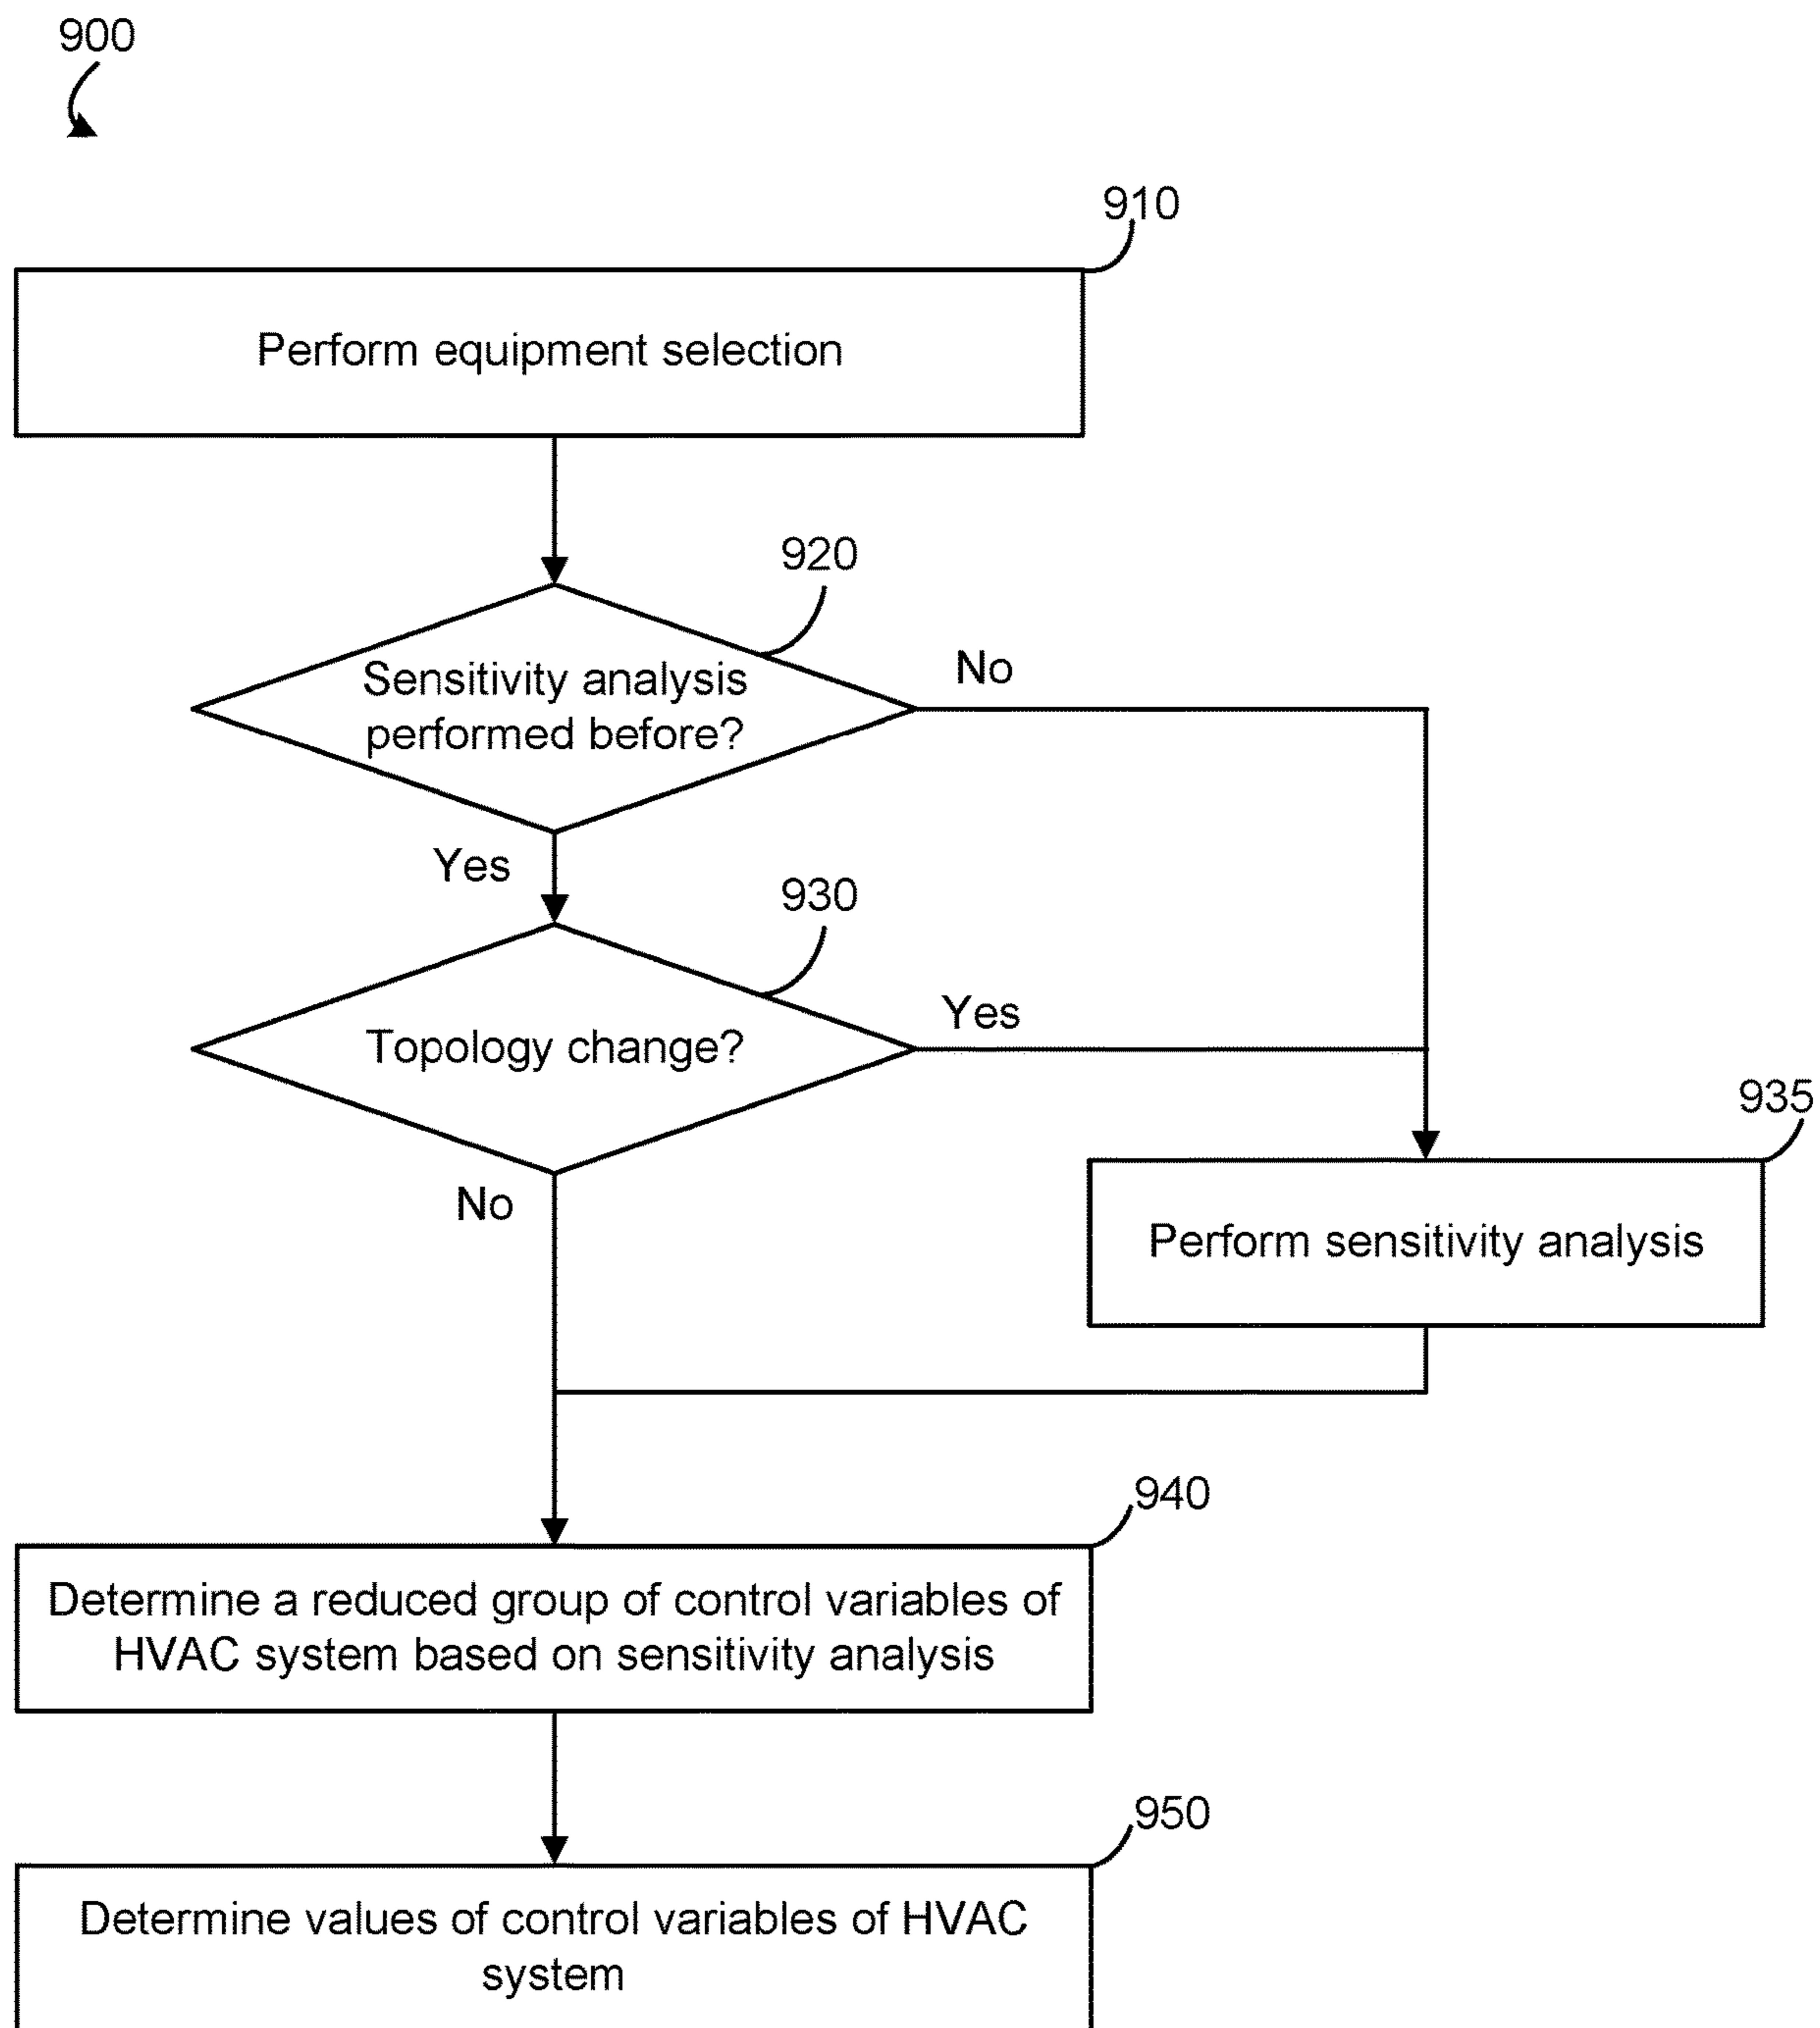 900
910
Perform equipment selection
920
Sensitivity analysis
performed before?
No
Yes
930
Topology change?
Yes
935
No
Perform sensitivity analysis
940
Determine a reduced group of control variables of
HVAC system based on sensitivity analysis
950
Determine values of control variables of HVAC
system